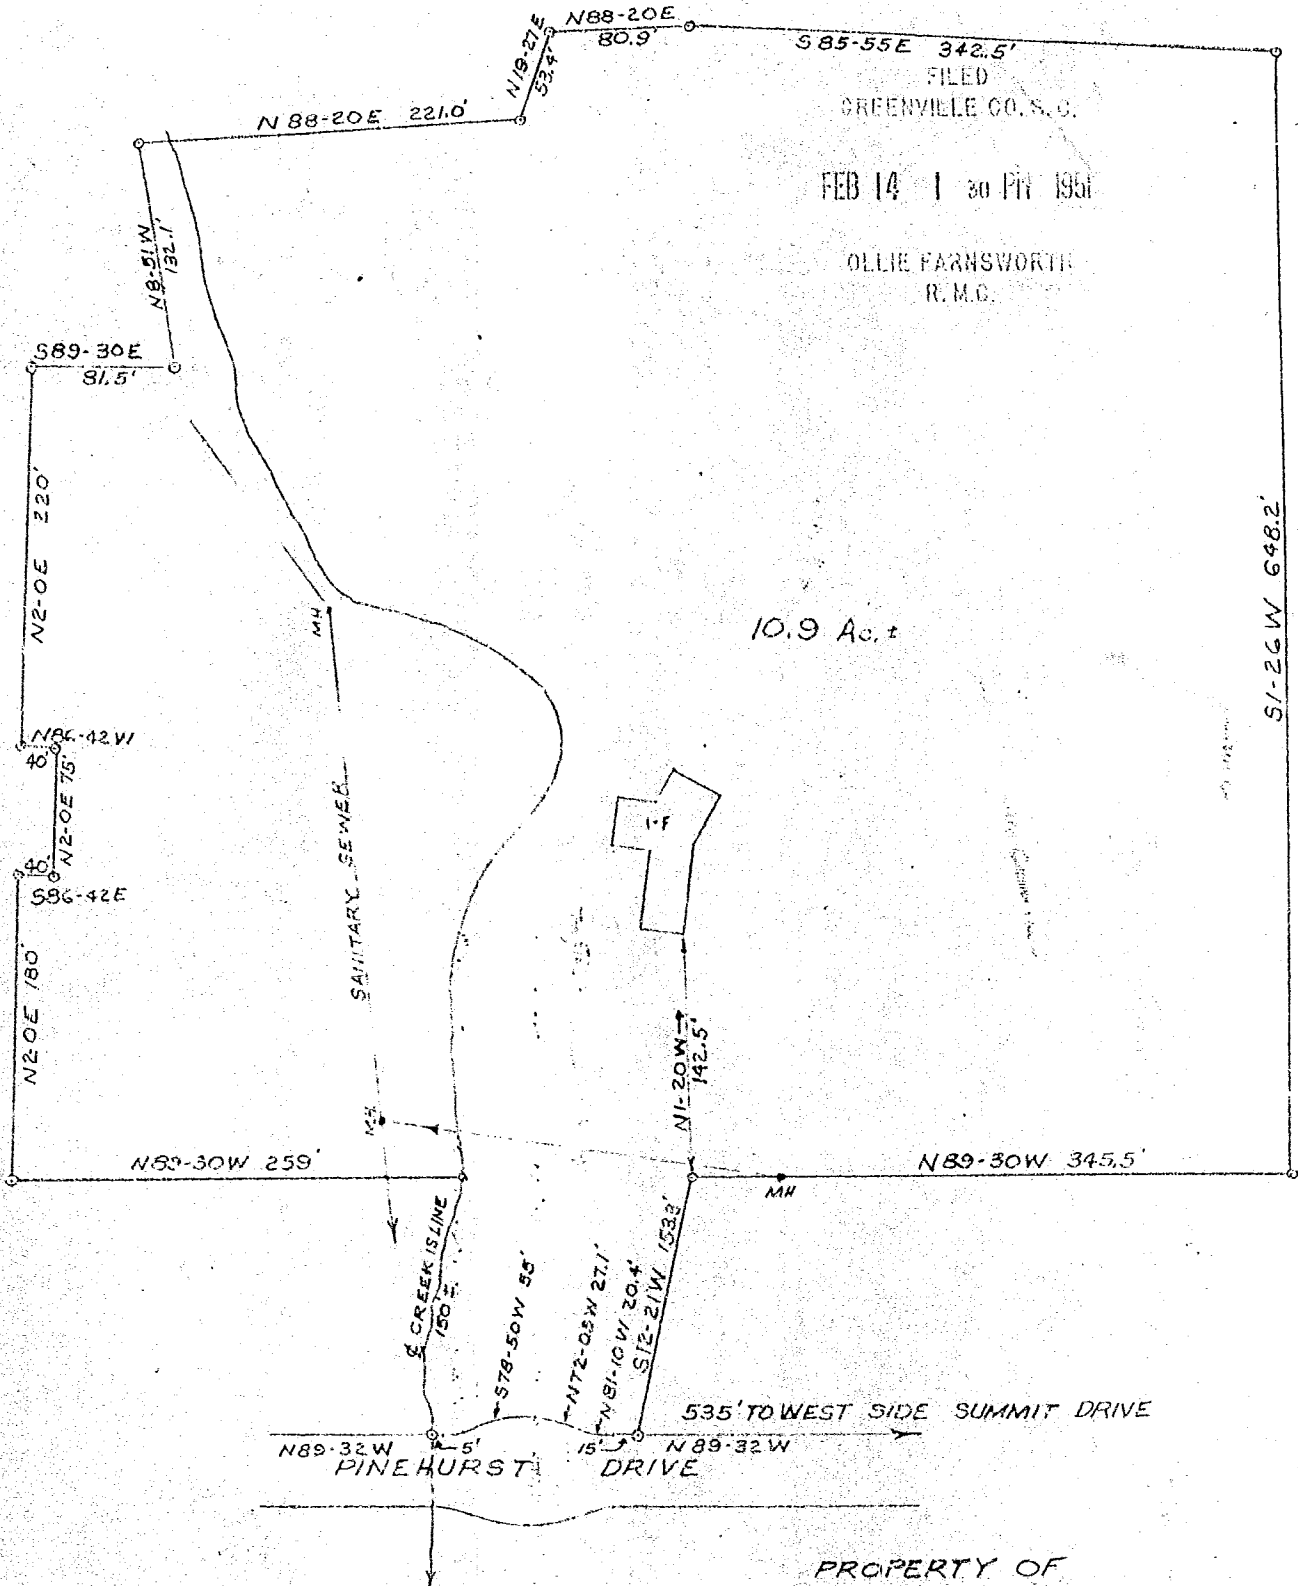 N88-20E
80.9'
S85-55E 342.5'
N19-27E
53.4'
FILED
GREENVILLE CO. S. C.
N 88-20E 221.0'
FEB 14 1 30 PM 1951
OLLIE FARNSWORTH
R. M. C.
N8-51W
132.1'
S89-30E
81.5'
N2-0E 220'
S1-26W 648.2'
MH
10.9 Ac.±
N86-42W
40'
N2-0E 75'
40'
S86-42E
1-F
SANITARY SEWER
N2-0E 180'
N1-20W
142.5'
MH
N89-30W 259'
N89-30W 345.5'
MH
℄ CREEK IS LINE
150'±
S78-50W 55'
N72-05W 27.1'
N81-10W 20.4'
S12-21W
535' TO WEST SIDE SUMMIT DRIVE
N89-32W
5'
15'
N89-32W
PINEHURST DRIVE
PROPERTY OF